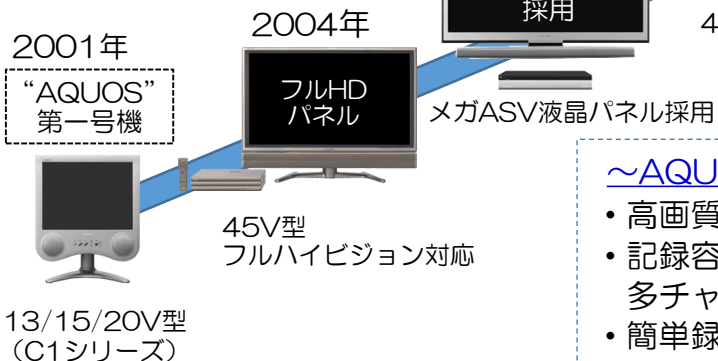 2001年
“AQUOS”
第一号機
13/15/20V型
（C1シリーズ）
2004年
フルHD
パネル
45V型
フルハイビジョン対応
採用
メガASV液晶パネル採用
4
～AQU
・高画質
・記録容
多チャ
・簡単録